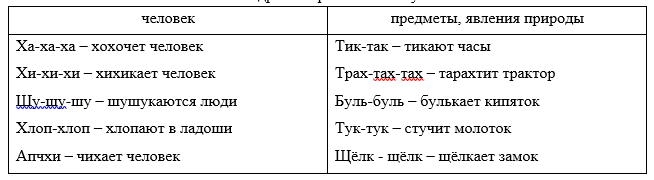 человек
предметы, явления природы
Ха-ха-ха – хохочет человек
Хи-хи-хи – хихикает человек
Шу-шу-шу – шушукаются люди
Хлоп-хлоп – хлопают в ладоши
Апчхи – чихает человек
Тик-так – тикают часы
Трах-тах-тах – тарахтит трактор
Буль-буль – булькает кипяток
Тук-тук – стучит молоток
Щёлк - щёлк – щёлкает замок